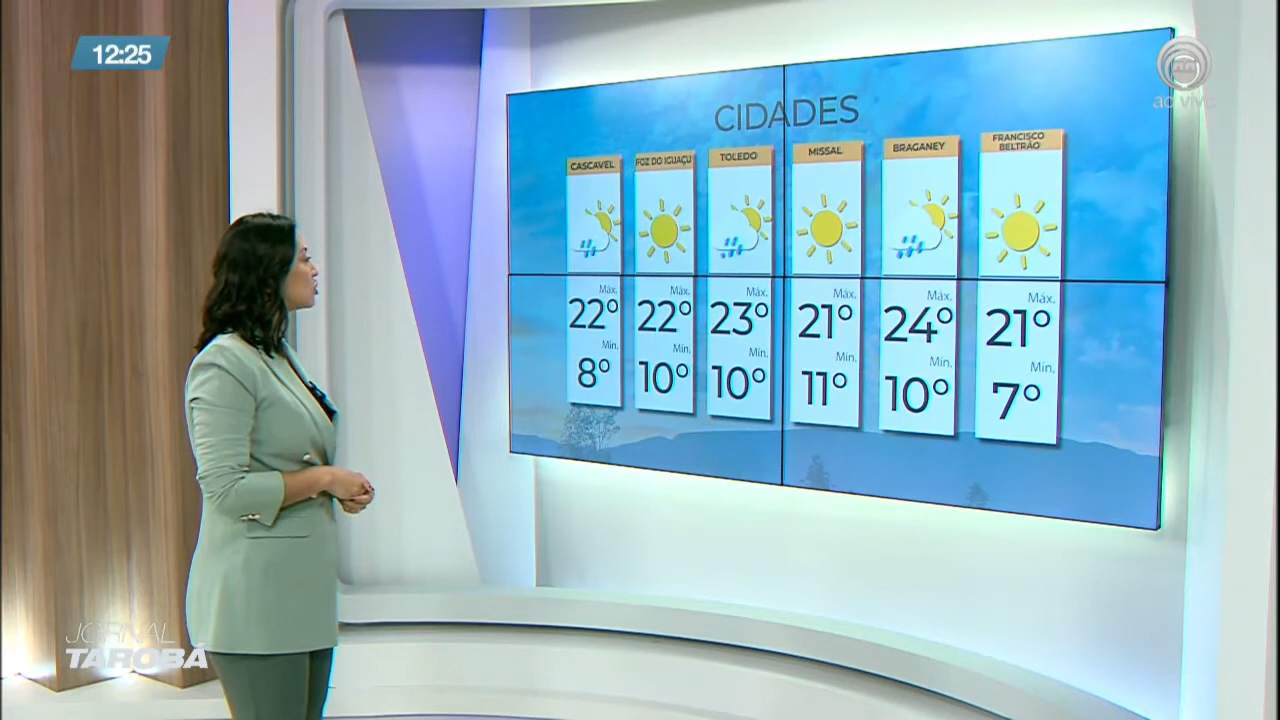 12:25
ao vivo
CIDADES
CASCAVEL
FOZ DO IGUAÇU
TOLEDO
MISSAL
BRAGANEY
FRANCISCO
BELTRÃO
Máx.
22°
Mín.
8°
Máx.
22°
Mín.
10°
Máx.
23°
Mín.
10°
Máx.
21°
Mín.
11°
Máx.
24°
Mín.
10°
Máx.
21°
Mín.
7°
JORNAL
TAROBÁ